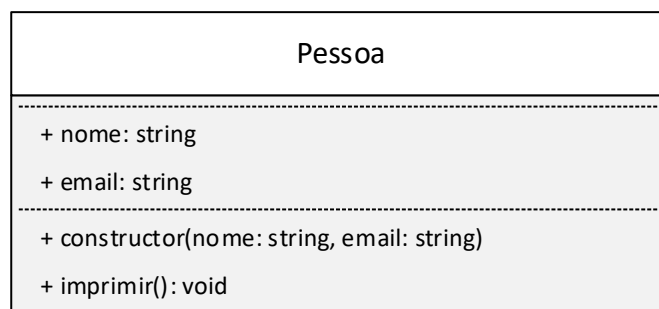 Pessoa
+ nome: string
+ email: string
+ constructor(nome: string, email: string)
+ imprimir(): void